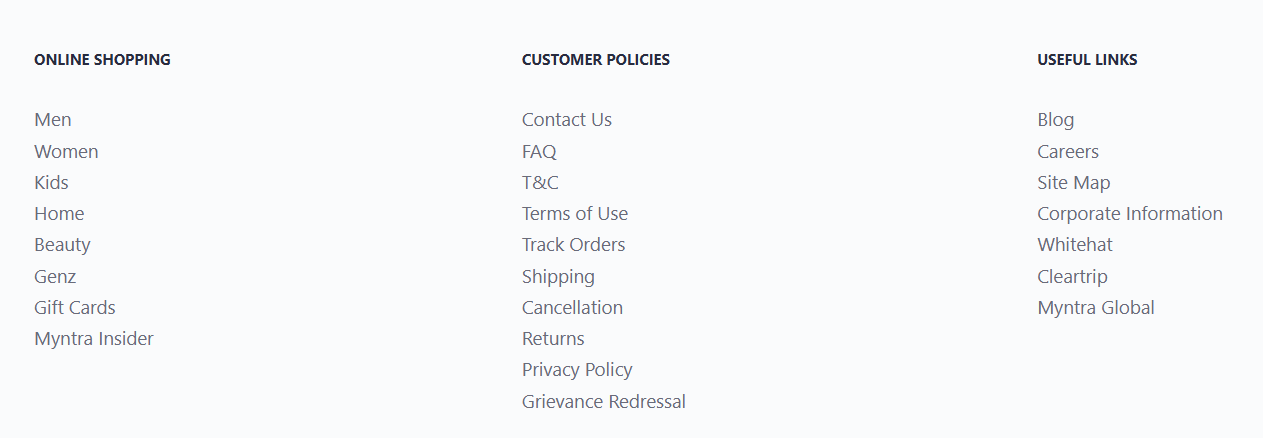 ONLINE SHOPPING
Men
Women
Kids
Home
Beauty
Genz
Gift Cards
Myntra Insider
CUSTOMER POLICIES
Contact Us
FAQ
T&C
Terms of Use
Track Orders
Shipping
Cancellation
Returns
Privacy Policy
Grievance Redressal
USEFUL LINKS
Blog
Careers
Site Map
Corporate Information
Whitehat
Cleartrip
Myntra Global